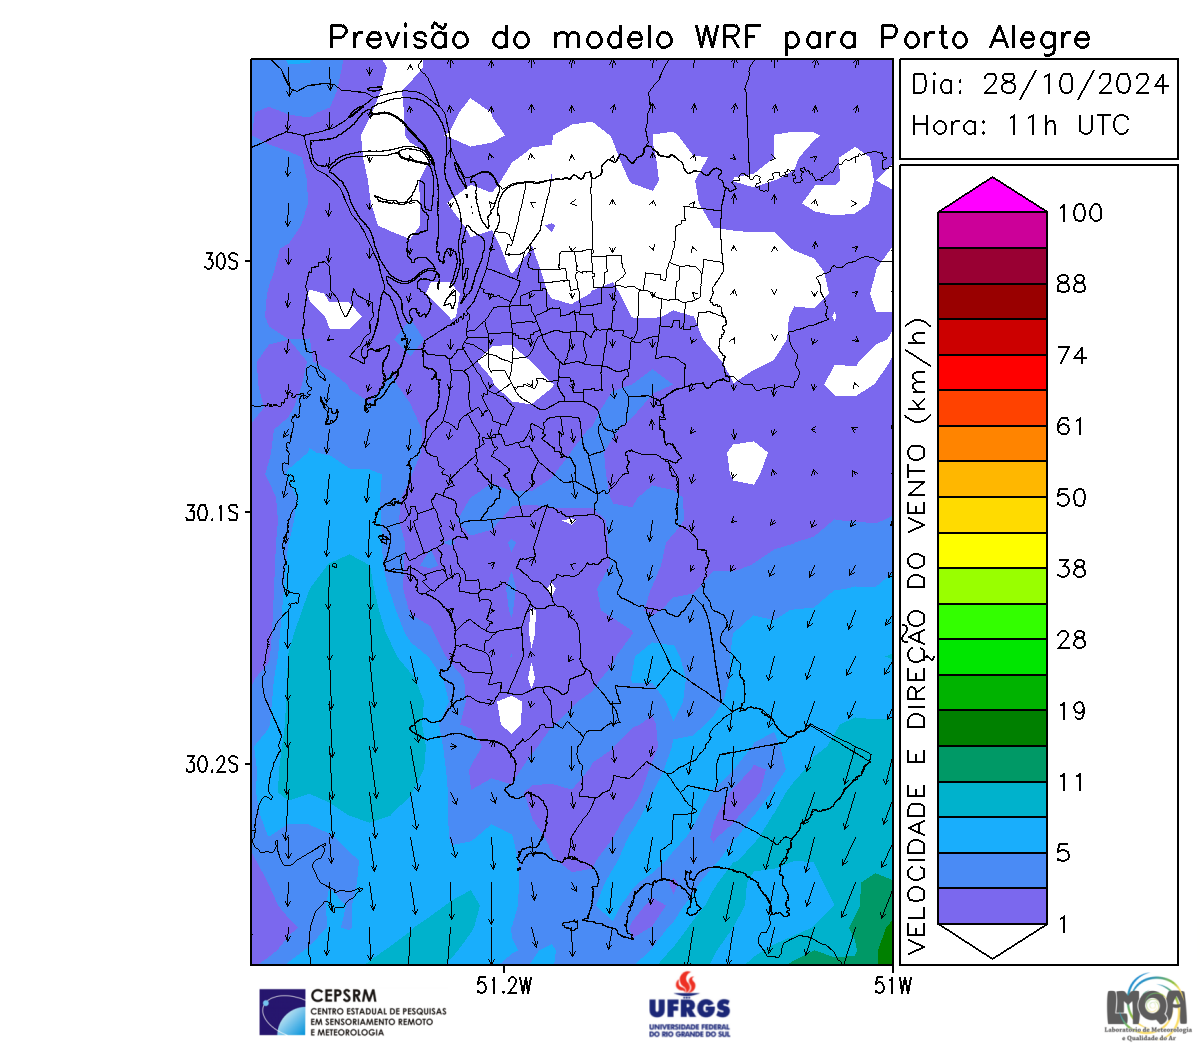 Previsão do modelo WRF para Porto Alegre
Dia: 28/10/2024
Hora: 11h UTC
100
88
74
61
50
38
28
19
11
5
1
VELOCIDADE E DIREÇÃO DO VENTO (km/h)
30S
30.1S
30.2S
51.2W
51W
CEPSRM
CENTRO ESTADUAL DE PESQUISAS
EM SENSORIAMENTO REMOTO
E METEOROLOGIA
UFRGS
UNIVERSIDADE FEDERAL
DO RIO GRANDE DO SUL
LMQA
Laboratório de Meteorologia
e Qualidade do Ar